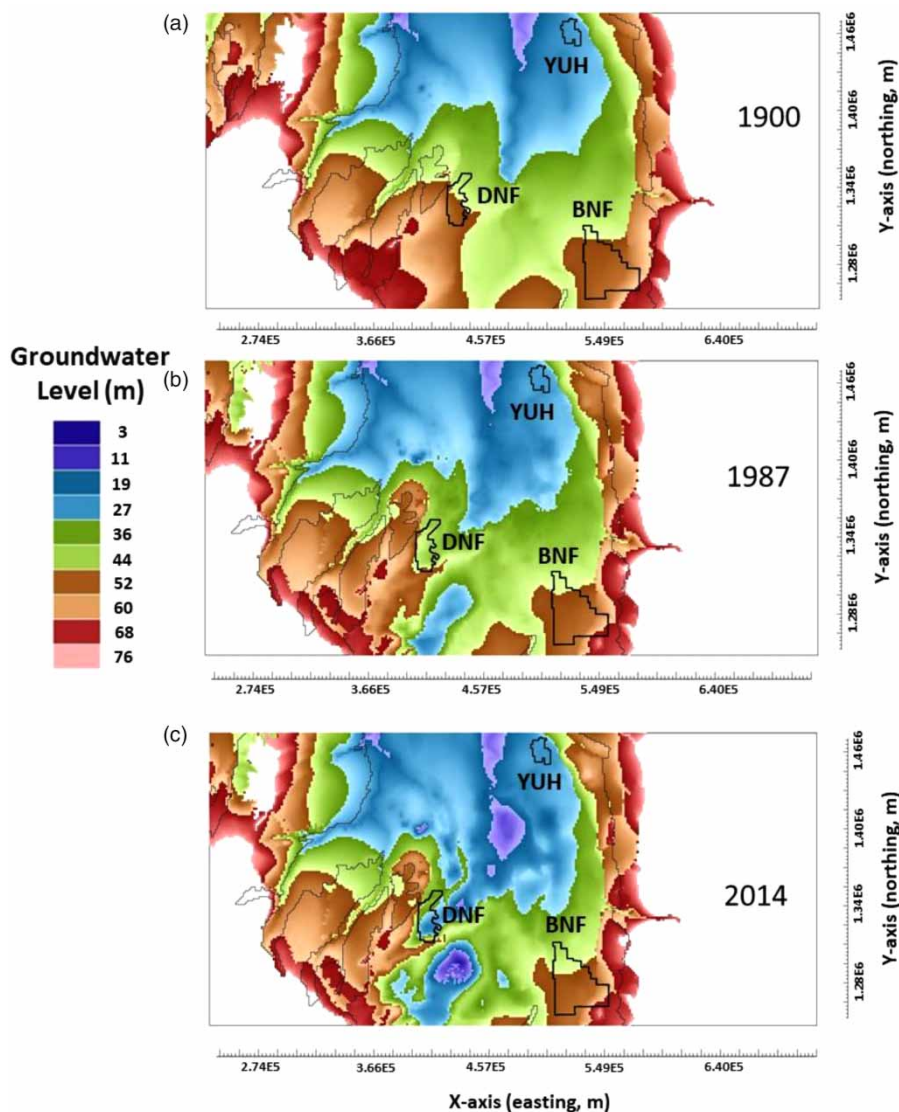 (a)
YUH
1900
DNF
BNF
1.46E6
1.40E6
1.34E6
1.28E6
Y-axis (northing, m)
2.74E5 3.66E5 4.57E5 5.49E5 6.40E5
Groundwater
Level (m)
3
11
19
27
36
44
52
60
68
76
(b)
YUH
1987
DNF
BNF
1.46E6
1.40E6
1.34E6
1.28E6
Y-axis (northing, m)
2.74E5 3.66E5 4.57E5 5.49E5 6.40E5
(c)
YUH
2014
DNF
BNF
1.46E6
1.40E6
1.34E6
1.28E6
Y-axis (northing, m)
2.74E5 3.66E5 4.57E5 5.49E5 6.40E5
X-axis (easting, m)